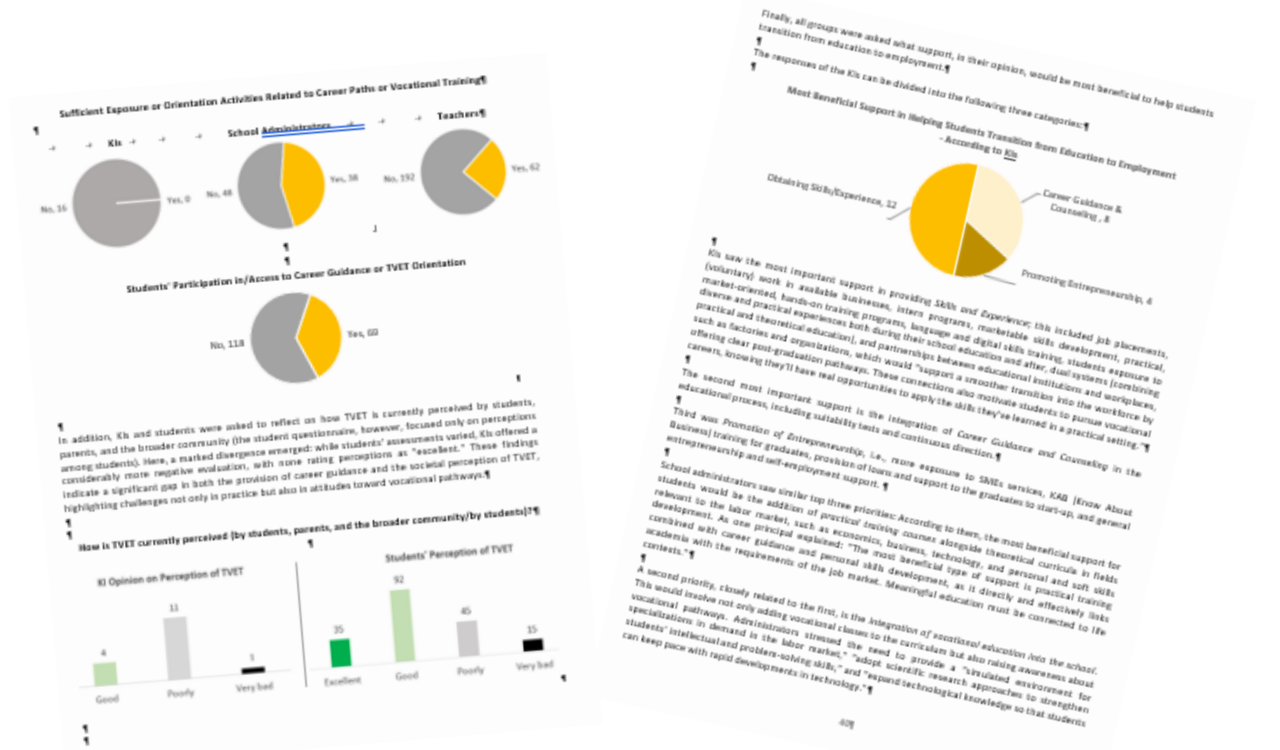 Sufficient Exposure or Orientation Activities Related to Career Paths or Vocational Training¶
¶
→ → KIs → → → School Administrators → → → Teachers¶
No, 16
Yes, 0
No, 48
Yes, 38
No, 192
Yes, 62
¶
¶
Students' Participation in/Access to Career Guidance or TVET Orientation
No, 118
Yes, 60
¶
¶
In addition, KIs and students were asked to reflect on how TVET is currently perceived by students,
parents, and the broader community (the student questionnaire, however, focused only on perceptions
among students). Here, a marked divergence emerged: while students' assessments varied, KIs offered a
considerably more negative evaluation, with none rating perceptions as "excellent." These findings
indicate a significant gap in both the provision of career guidance and the societal perception of TVET,
highlighting challenges not only in practice but also in attitudes toward vocational pathways.¶
¶
¶
How is TVET currently perceived (by students, parents, and the broader community/by students)?¶
¶
KI Opinion on Perception of TVET
4
11
1
Good
Poorly
Very bad
Students' Perception of TVET
35
92
45
15
Excellent
Good
Poorly
Very bad
¶
¶
¶
Finally, all groups were asked what support, in their opinion, would be most beneficial to help students
transition from education to employment.¶
¶
The responses of the KIs can be divided into the following three categories:¶
¶
Most Beneficial Support in Helping Students Transition from Education to Employment
- According to KIs
Obtaining Skills/Experience, 12
Career Guidance &
Counseling, 8
Promoting Entrepreneurship, 4
¶
KIs saw the most important support in providing Skills and Experience; this included job placements,
(voluntary) work in available businesses, intern programs, marketable skills development, practical,
market-oriented, hands-on training programs, language and digital skills training, students exposure to
diverse and practical experiences both during their school education and after, dual systems (combining
practical and theoretical education), and partnerships between educational institutions and workplaces,
such as factories and organizations, which would "support a smoother transition into the workforce by
offering clear post-graduation pathways. These connections also motivate students to pursue vocational
careers, knowing they'll have real opportunities to apply the skills they've learned in a practical setting."¶
¶
The second most important support is the integration of Career Guidance and Counseling in the
educational process, including suitability tests and continuous direction.¶
¶
Third was Promotion of Entrepreneurship, i.e., more exposure to SMEs services, KAB (Know About
Business) training for graduates, provision of loans and support to the graduates to start-up, and general
entrepreneurship and self-employment support. ¶
¶
School administrators saw similar top three priorities: According to them, the most beneficial support for
students would be the addition of practical training courses alongside theoretical curricula in fields
relevant to the labor market, such as economics, business, technology, and personal and soft skills
development. As one principal explained: "The most beneficial type of support is practical training
combined with career guidance and personal skills development, as it directly and effectively links
academia with the requirements of the job market. Meaningful education must be connected to life
contexts."¶
¶
A second priority, closely related to the first, is the integration of vocational education into the school.
This would involve not only adding vocational classes to the curriculum but also raising awareness about
vocational pathways. Administrators stressed the need to provide a "simulated environment for
specializations in demand in the labor market," "adopt scientific research approaches to strengthen
students' intellectual and problem-solving skills," and "expand technological knowledge so that students
can keep pace with rapid developments in technology."¶
40¶